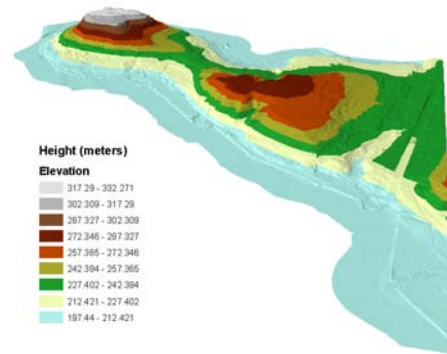 Height (meters)
Elevation
317.29 - 332.271
302.309 - 317.29
287.327 - 302.309
272.346 - 287.327
257.365 - 272.346
242.384 - 257.365
227.402 - 242.384
212.421 - 227.402
197.44 - 212.421